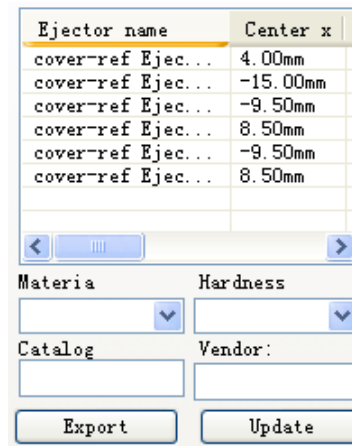 Ejector name Center x
cover-ref Ejec... 4.00mm
cover-ref Ejec... -15.00mm
cover-ref Ejec... -9.50mm
cover-ref Ejec... 8.50mm
cover-ref Ejec... -9.50mm
cover-ref Ejec... 8.50mm
Materia Hardness
Catalog Vendor:
Export Update